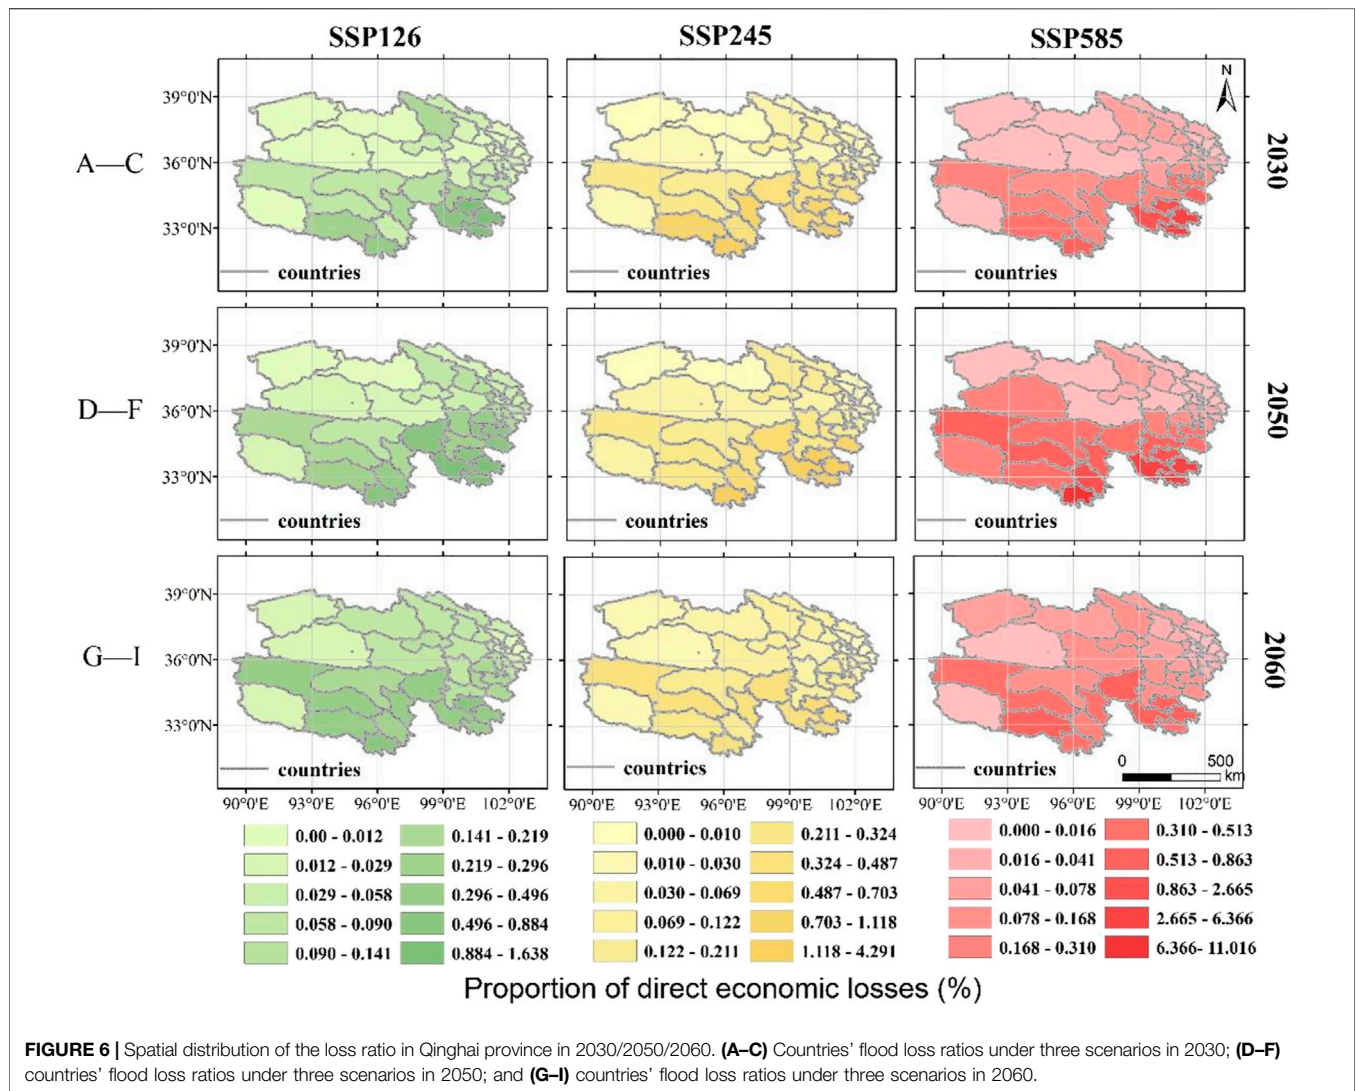 SSP126 SSP245 SSP585
N
39°0'N
36°0'N
33°0'N
A—C
2030
countries countries countries
39°0'N
36°0'N
33°0'N
D—F
2050
countries countries countries
39°0'N
36°0'N
33°0'N
G—I
2060
countries countries countries
0 500
km
90°0'E 93°0'E 96°0'E 99°0'E 102°0'E 90°0'E 93°0'E 96°0'E 99°0'E 102°0'E 90°0'E 93°0'E 96°0'E 99°0'E 102°0'E
0.00 - 0.012 0.141 - 0.219 0.000 - 0.010 0.211 - 0.324 0.000 - 0.016 0.310 - 0.513
0.012 - 0.029 0.219 - 0.296 0.010 - 0.030 0.324 - 0.487 0.016 - 0.041 0.513 - 0.863
0.029 - 0.058 0.296 - 0.496 0.030 - 0.069 0.487 - 0.703 0.041 - 0.078 0.863 - 2.665
0.058 - 0.090 0.496 - 0.884 0.069 - 0.122 0.703 - 1.118 0.078 - 0.168 2.665 - 6.366
0.090 - 0.141 0.884 - 1.638 0.122 - 0.211 1.118 - 4.291 0.168 - 0.310 6.366- 11.016
Proportion of direct economic losses (%)
FIGURE 6 | Spatial distribution of the loss ratio in Qinghai province in 2030/2050/2060. (A–C) Countries' flood loss ratios under three scenarios in 2030; (D–F)
countries' flood loss ratios under three scenarios in 2050; and (G–I) countries' flood loss ratios under three scenarios in 2060.